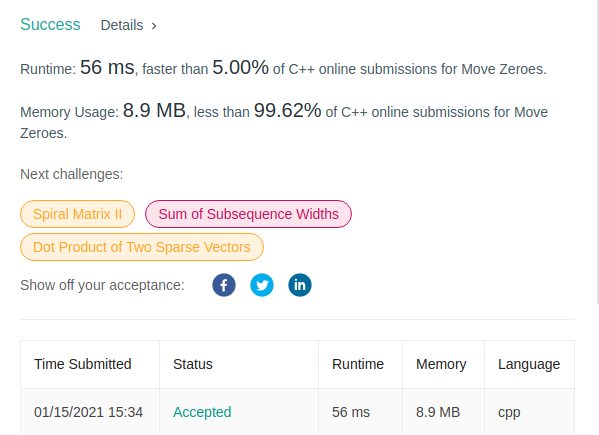 Success Details >
Runtime: 56 ms, faster than 5.00% of C++ online submissions for Move Zeroes.
Memory Usage: 8.9 MB, less than 99.62% of C++ online submissions for Move
Zeroes.
Next challenges:
Spiral Matrix II Sum of Subsequence Widths
Dot Product of Two Sparse Vectors
Show off your acceptance: f in
Time Submitted Status Runtime Memory Language
01/15/2021 15:34 Accepted 56 ms 8.9 MB cpp